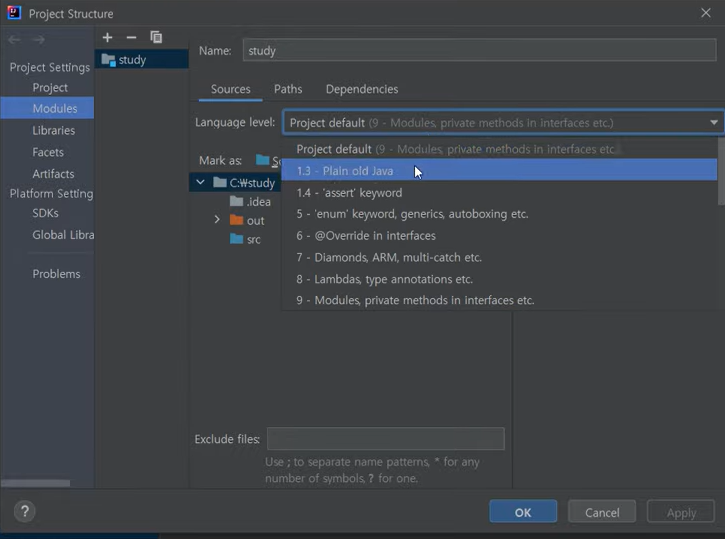 Project Structure
Name:
study
Project Settings
study
Project
Sources
Paths
Dependencies
Modules
Language level:
Project default (9 - Modules, private methods in interfaces etc.)
Libraries
Project default (9 - Modules, private methods in interfaces etc.
Facets
Mark as:
1.3 - Plain old Java
Artifacts
C:₩study
1.4 - 'assert' keyword
Platform Setting
.idea
SDKs
out
5 - 'enum' keyword, generics, autoboxing etc.
Global Libra
src
6 - @Override in interfaces
7 - Diamonds, ARM, multi-catch etc.
Problems
8 - Lambdas, type annotations etc.
9 - Modules, private methods in interfaces etc.
Exclude files:
Use ; to separate name patterns, * for any
number of symbols, ? for one.
?
OK
Cancel
Apply